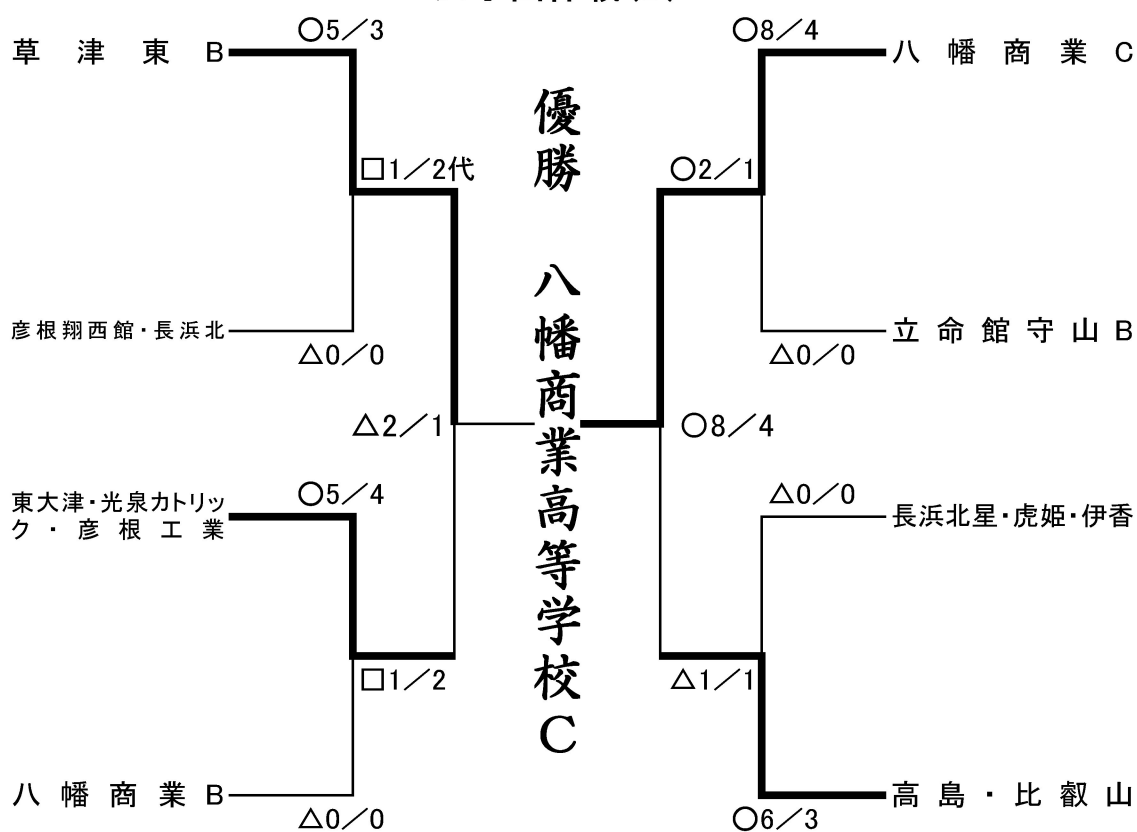 ○5／3
草津東B
□1／2代
彦根翔西館・長浜北
△0／0
△2／1
東大津・光泉カトリッ
ク・彦根工業
○5／4
□1／2
八幡商業B
△0／0
優勝　八幡商業高等学校C
○8／4
八幡商業C
○2／1
立命館守山B
△0／0
○8／4
△0／0
長浜北星・虎姫・伊香
△1／1
高島・比叡山
○6／3